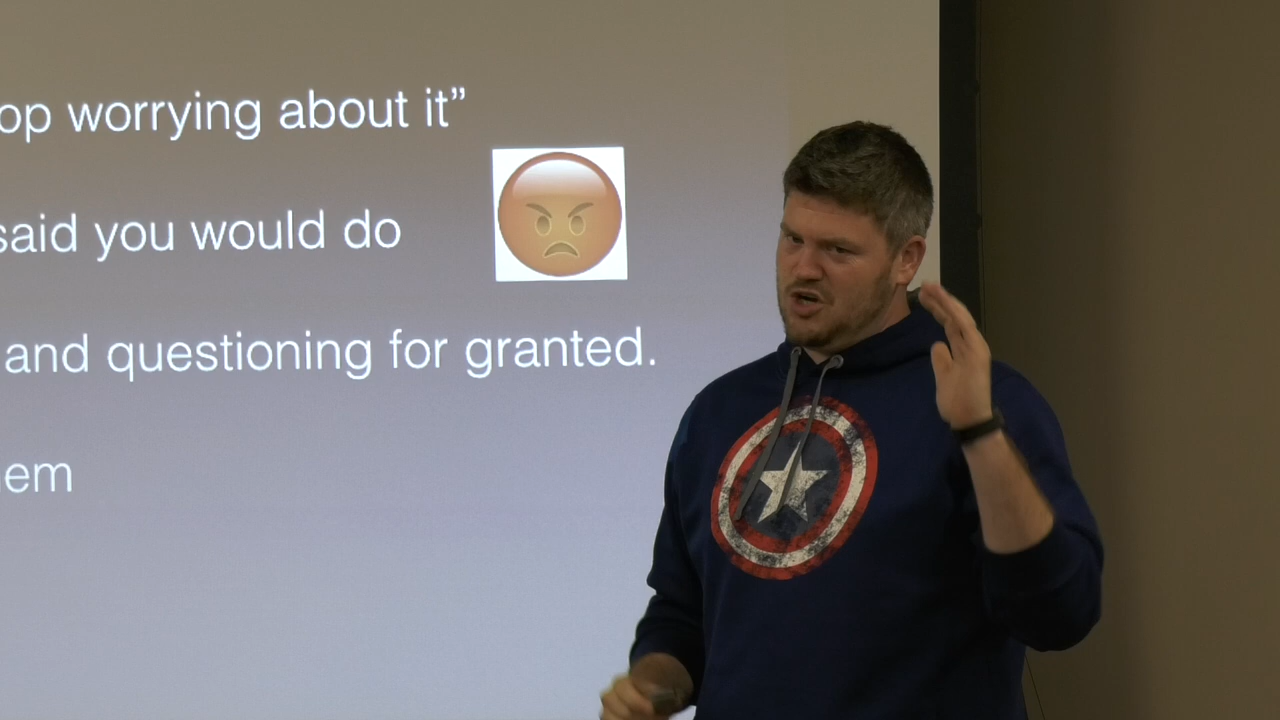 op worrying about it”
said you would do
and questioning for granted.
em